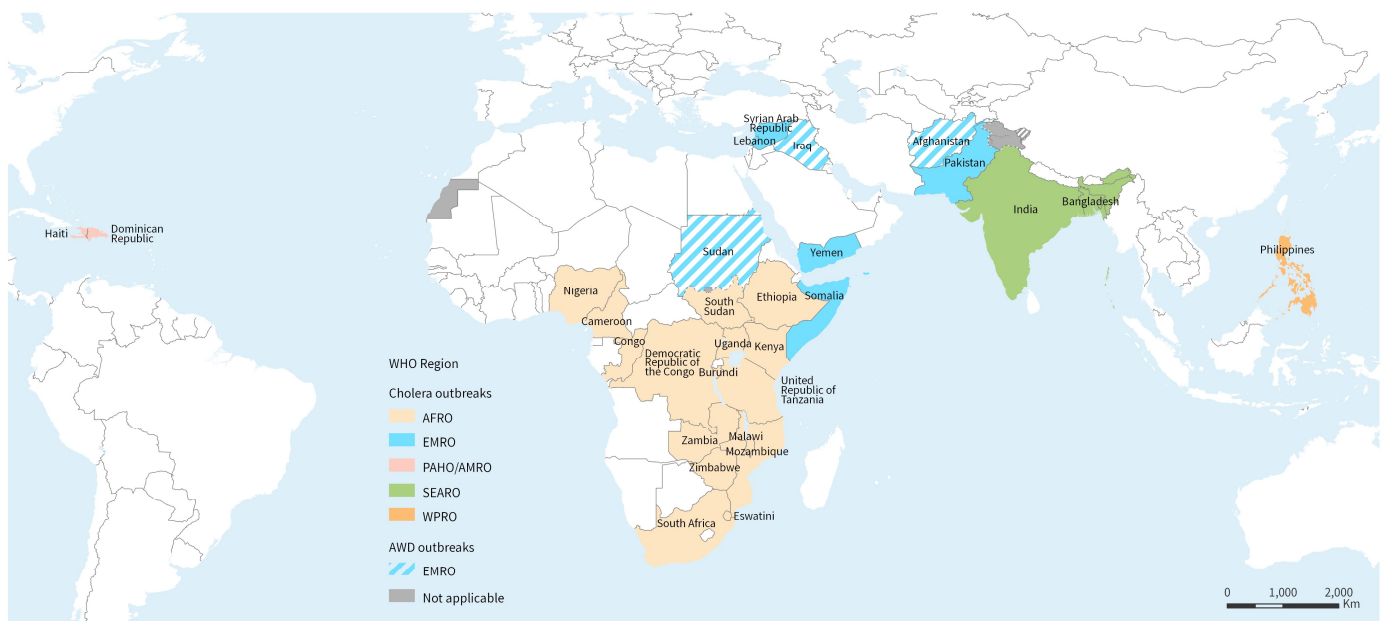 Syrian Arab
Republic
Lebanon
Iraq
Afghanistan
Pakistan
India
Bangladesh
Haiti
Dominican
Republic
Sudan
Yemen
Philippines
Nigeria
South
Sudan
Ethiopia
Somalia
Cameroon
Congo
Democratic
Republic of
the Congo
Uganda
Kenya
Burundi
United
Republic of
Tanzania
Zambia
Malawi
Mozambique
Zimbabwe
South Africa
Eswatini
WHO Region
Cholera outbreaks
AFRO
EMRO
PAHO/AMRO
SEARO
WPRO
AWD outbreaks
EMRO
Not applicable
0 1,000 2,000
Km